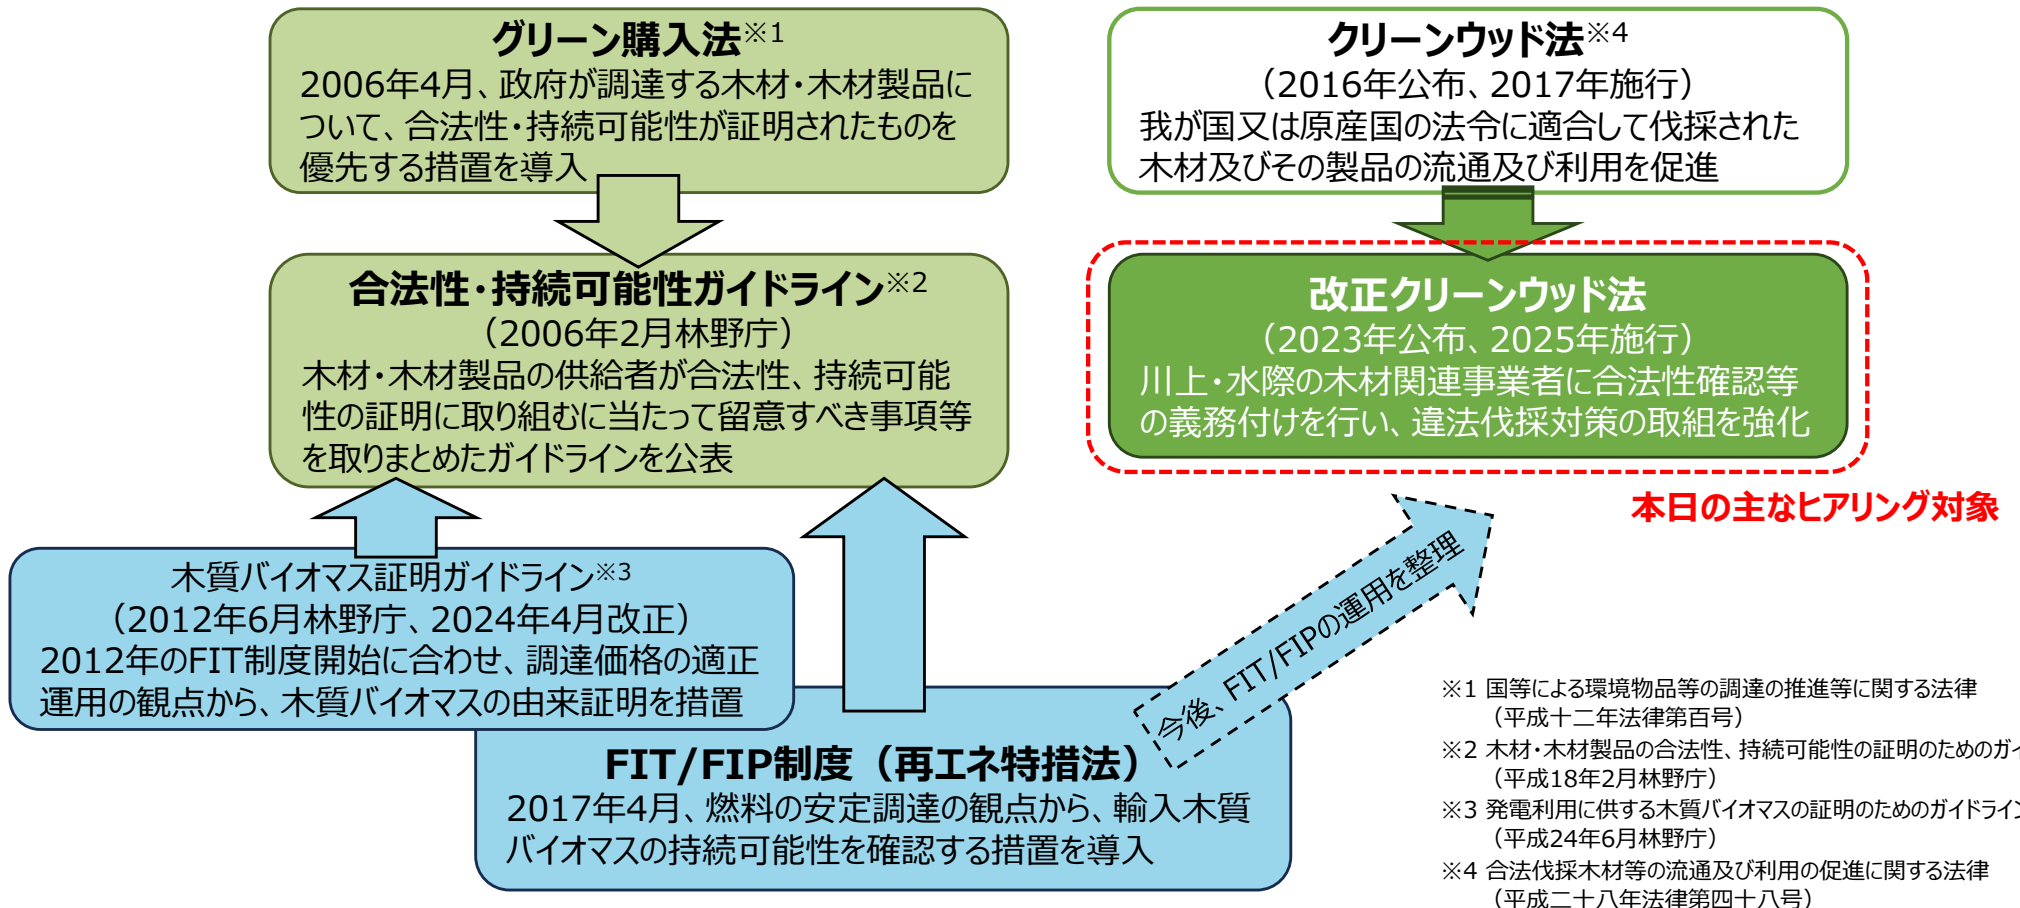 グリーン購入法※1
2006年4月、政府が調達する木材・木材製品に
ついて、合法性・持続可能性が証明されたものを
優先する措置を導入
クリーンウッド法※4
（2016年公布、2017年施行）
我が国又は原産国の法令に適合して伐採された
木材及びその製品の流通及び利用を促進
合法性・持続可能性ガイドライン※2
（2006年2月林野庁）
木材・木材製品の供給者が合法性、持続可能
性の証明に取り組むに当たって留意すべき事項等
を取りまとめたガイドラインを公表
改正クリーンウッド法
（2023年公布、2025年施行）
川上・水際の木材関連事業者に合法性確認等
の義務付けを行い、違法伐採対策の取組を強化
本日の主なヒアリング対象
木質バイオマス証明ガイドライン※3
（2012年6月林野庁、2024年4月改正）
2012年のFIT制度開始に合わせ、調達価格の適正
運用の観点から、木質バイオマスの由来証明を措置
今後、FIT/FIPの運用を整理
FIT/FIP制度（再エネ特措法）
2017年4月、燃料の安定調達の観点から、輸入木質
バイオマスの持続可能性を確認する措置を導入
※1 国等による環境物品等の調達の推進等に関する法律
（平成十二年法律第百号）
※2 木材・木材製品の合法性、持続可能性の証明のためのガイ
（平成18年2月林野庁）
※3 発電利用に供する木質バイオマスの証明のためのガイドライン
（平成24年6月林野庁）
※4 合法伐採木材等の流通及び利用の促進に関する法律
（平成二十八年法律第四十八号）